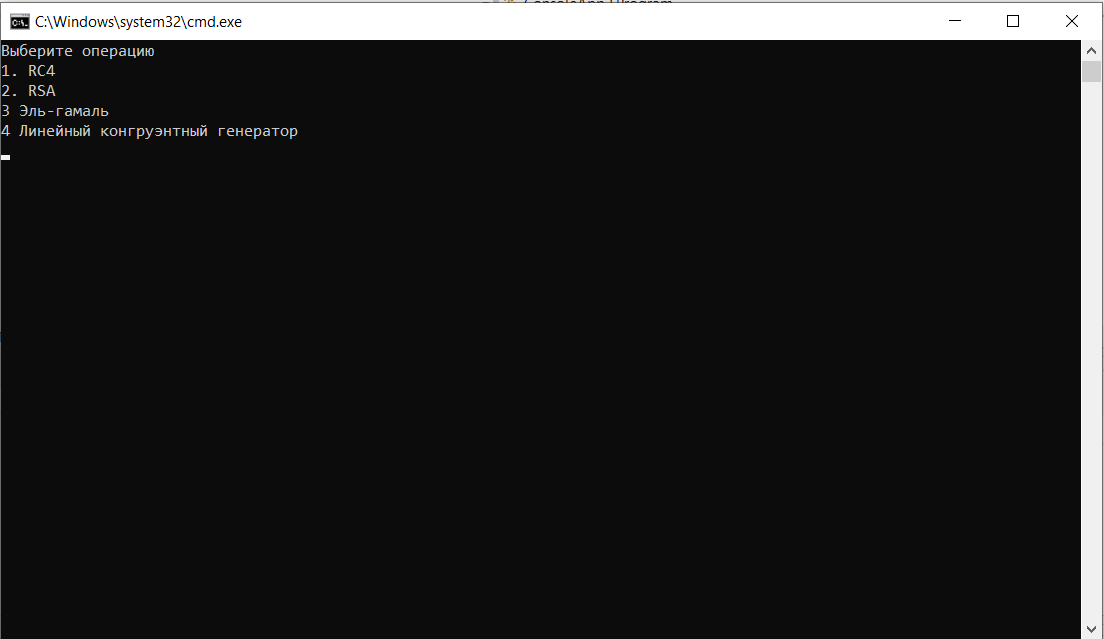 C:\Windows\system32\cmd.exe
Выберите операцию
1. RC4
2. RSA
3 Эль-гамаль
4 Линейный конгруэнтный генератор